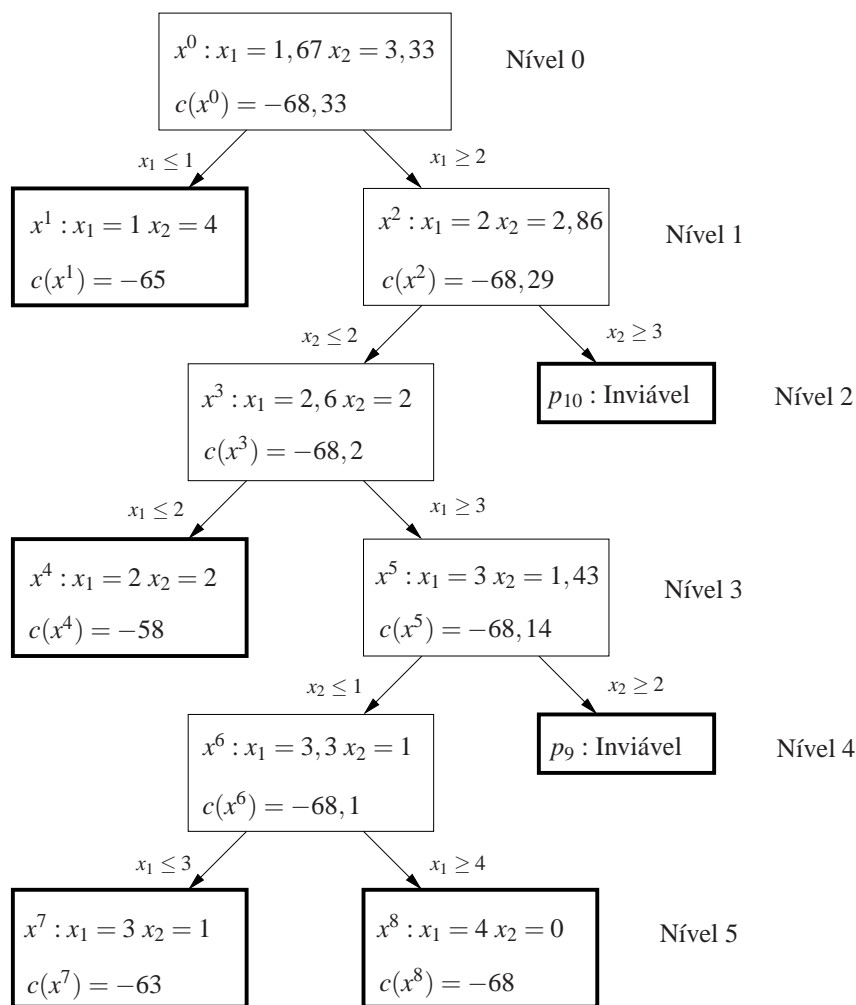 x⁰ : x₁ = 1,67 x₂ = 3,33
c(x⁰) = −68,33
Nível 0
x₁ ≤ 1
x₁ ≥ 2
x¹ : x₁ = 1 x₂ = 4
c(x¹) = −65
x² : x₁ = 2 x₂ = 2,86
c(x²) = −68,29
Nível 1
x₂ ≤ 2
x₂ ≥ 3
x³ : x₁ = 2,6 x₂ = 2
c(x³) = −68,2
p₁₀ : Inviável
Nível 2
x₁ ≤ 2
x₁ ≥ 3
x⁴ : x₁ = 2 x₂ = 2
c(x⁴) = −58
x⁵ : x₁ = 3 x₂ = 1,43
c(x⁵) = −68,14
Nível 3
x₂ ≤ 1
x₂ ≥ 2
x⁶ : x₁ = 3,3 x₂ = 1
c(x⁶) = −68,1
p₉ : Inviável
Nível 4
x₁ ≤ 3
x₁ ≥ 4
x⁷ : x₁ = 3 x₂ = 1
c(x⁷) = −63
x⁸ : x₁ = 4 x₂ = 0
c(x⁸) = −68
Nível 5